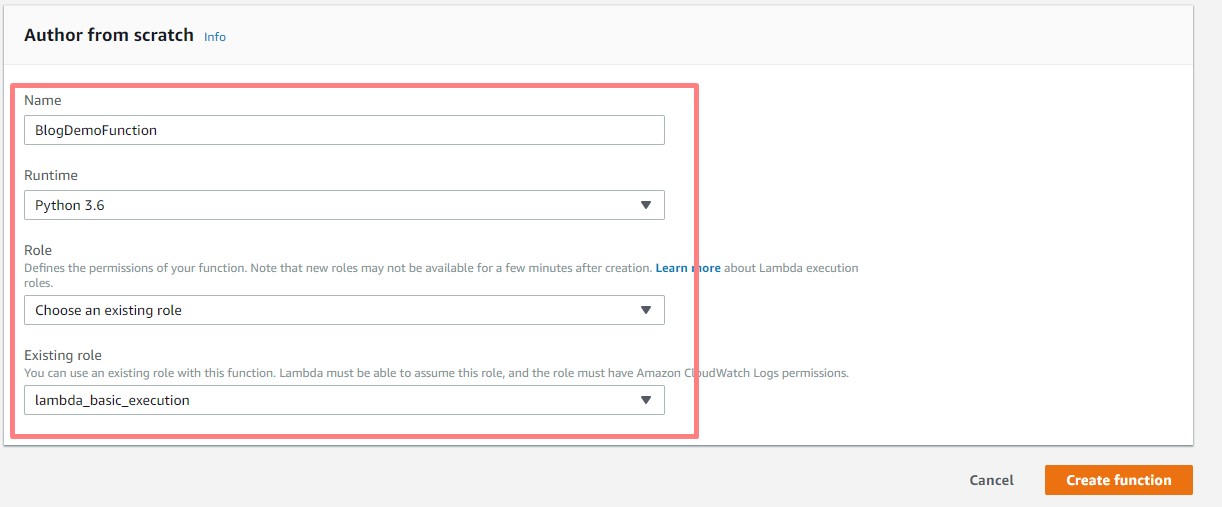 Author from scratch Info
Name
BlogDemoFunction
Runtime
Python 3.6
Role
Defines the permissions of your function. Note that new roles may not be available for a few minutes after creation. Learn more about Lambda execution
roles.
Choose an existing role
Existing role
You can use an existing role with this function. Lambda must be able to assume this role, and the role must have Amazon CloudWatch Logs permissions.
lambda_basic_execution
Cancel Create function